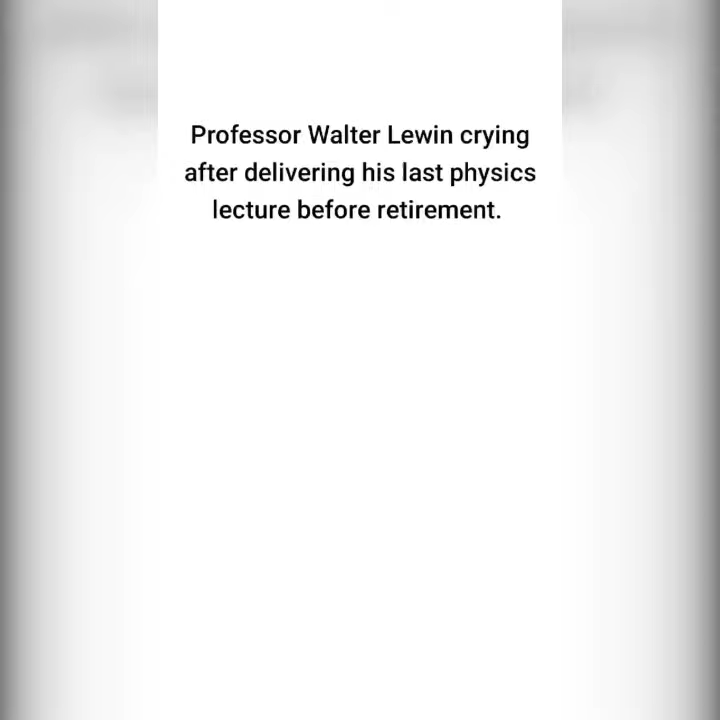 Professor Walter Lewin crying
after delivering his last physics
lecture before retirement.